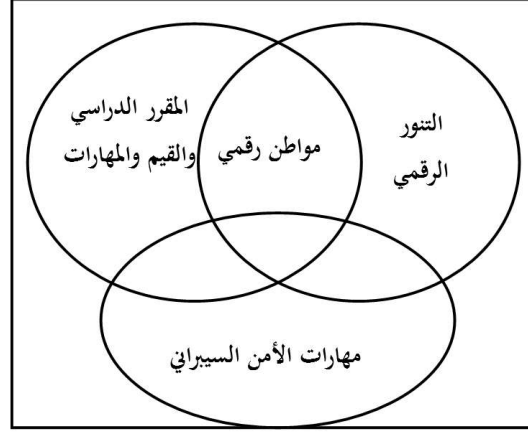 التنور
الرقمي
مواطن رقمي
المقرر الدراسي
والقيم والمهارات
مهارات الأمن السيبراني